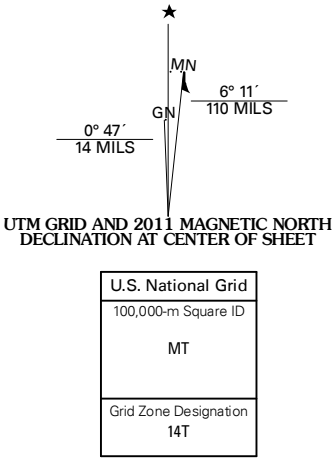 ★
MN
GN
6° 11´
110 MILS
0° 47´
14 MILS
UTM GRID AND 2011 MAGNETIC NORTH
DECLINATION AT CENTER OF SHEET
U.S. National Grid
100,000-m Square ID
MT
Grid Zone Designation
14T